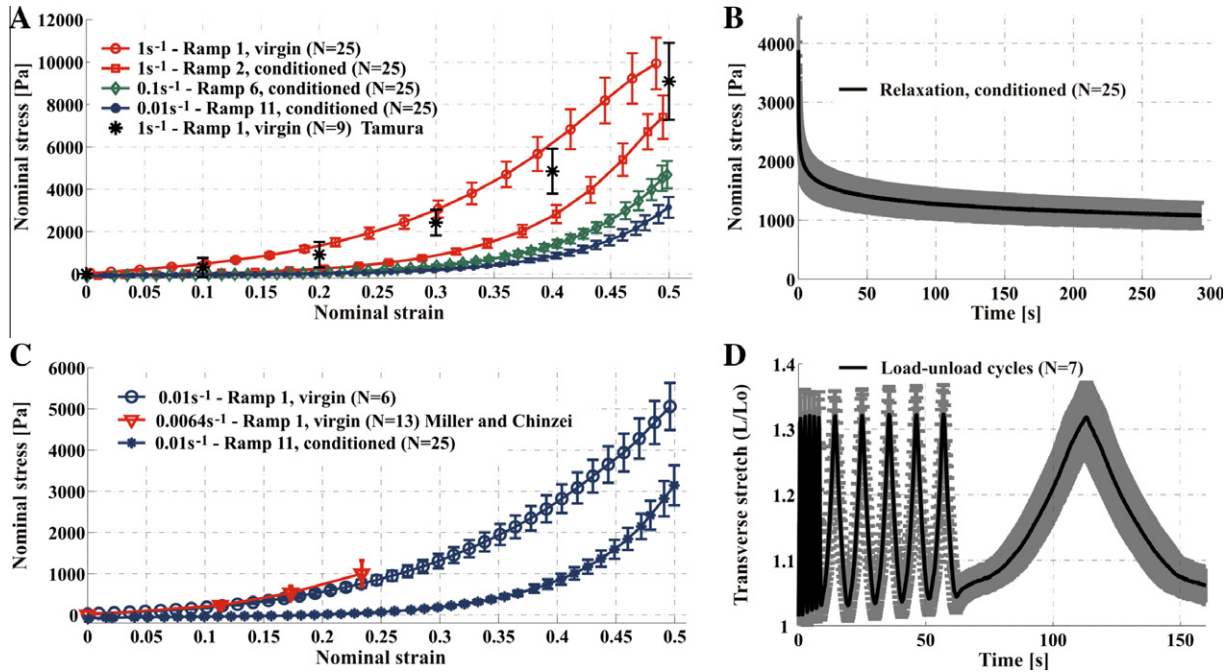 A
12000
10000
8000
6000
4000
2000
0
Nominal stress [Pa]
1s⁻¹ - Ramp 1, virgin (N=25)
1s⁻¹ - Ramp 2, conditioned (N=25)
0.1s⁻¹ - Ramp 6, conditioned (N=25)
0.01s⁻¹ - Ramp 11, conditioned (N=25)
1s⁻¹ - Ramp 1, virgin (N=9) Tamura
0 0.05 0.1 0.15 0.2 0.25 0.3 0.35 0.4 0.45 0.5
Nominal strain
B
4000
3000
2000
1000
0
Nominal stress [Pa]
Relaxation, conditioned (N=25)
0 50 100 150 200 250 300
Time [s]
C
6000
5000
4000
3000
2000
1000
0
Nominal stress [Pa]
0.01s⁻¹ - Ramp 1, virgin (N=6)
0.0064s⁻¹ - Ramp 1, virgin (N=13) Miller and Chinzei
0.01s⁻¹ - Ramp 11, conditioned (N=25)
0 0.05 0.1 0.15 0.2 0.25 0.3 0.35 0.4 0.45 0.5
Nominal strain
D
1.4
1.3
1.2
1.1
1
Transverse stretch (L/Lo)
Load-unload cycles (N=7)
0 50 100 150
Time [s]